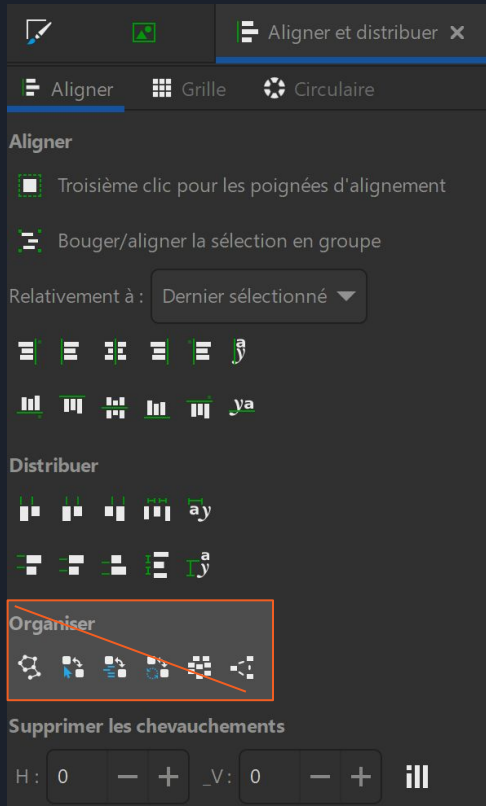 Aligner et distribuer
Aligner Grille Circulaire
Aligner
Troisième clic pour les poignées d'alignement
Bouger/aligner la sélection en groupe
Relativement à : Dernier sélectionné
Distribuer
Organiser
Supprimer les chevauchements
H : 0 _V : 0